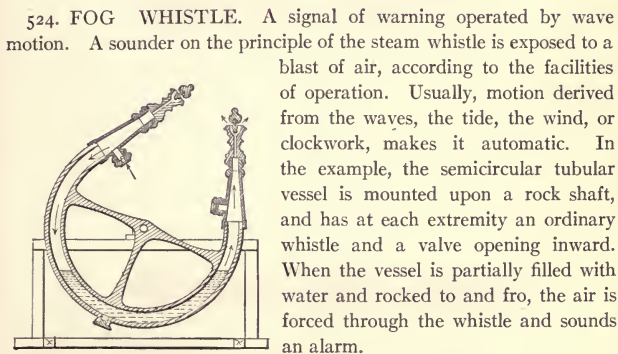 524. FOG WHISTLE. A signal of warning operated by wave
motion. A sounder on the principle of the steam whistle is exposed to a
blast of air, according to the facilities
of operation. Usually, motion derived
from the waves, the tide, the wind, or
clockwork, makes it automatic. In
the example, the semicircular tubular
vessel is mounted upon a rock shaft,
and has at each extremity an ordinary
whistle and a valve opening inward.
When the vessel is partially filled with
water and rocked to and fro, the air is
forced through the whistle and sounds
an alarm.